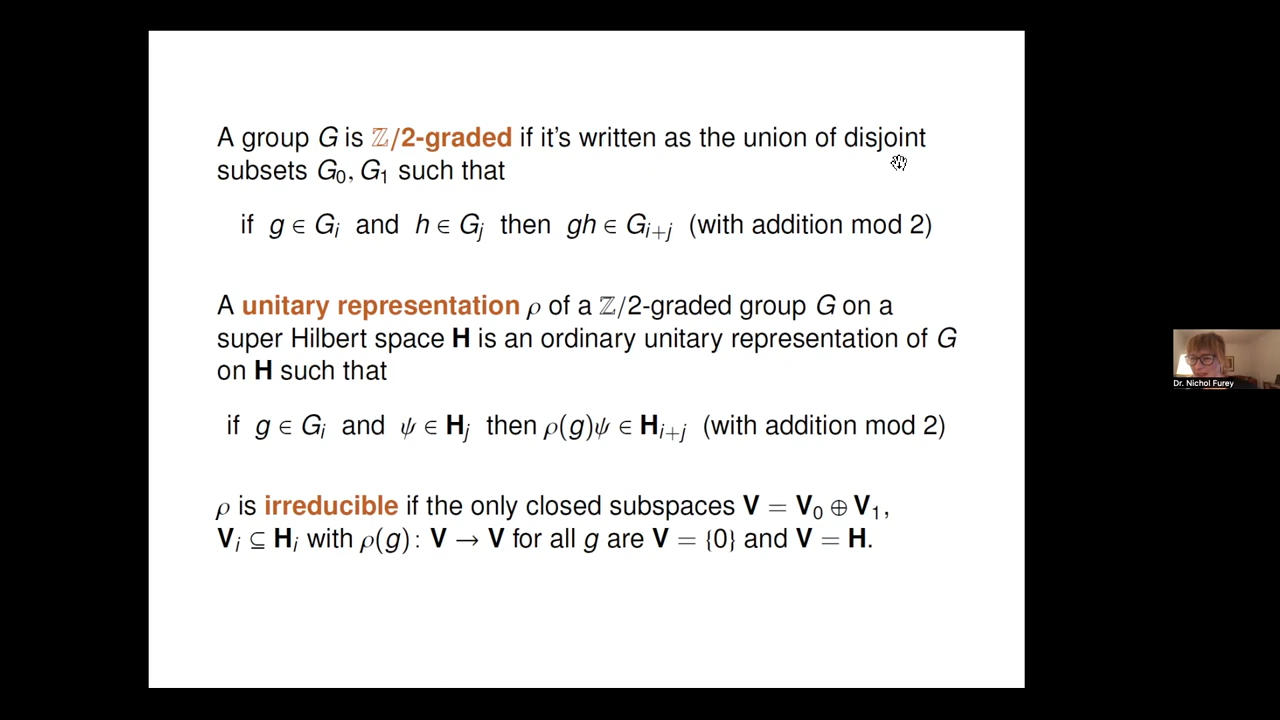 A group G is ℤ/2-graded if it's written as the union of disjoint
subsets G₀, G₁ such that
if g ∈ Gᵢ and h ∈ Gⱼ then gh ∈ Gᵢ₊ⱼ (with addition mod 2)
A unitary representation ρ of a ℤ/2-graded group G on a
super Hilbert space H is an ordinary unitary representation of G
on H such that
if g ∈ Gᵢ and ψ ∈ Hⱼ then ρ(g)ψ ∈ Hᵢ₊ⱼ (with addition mod 2)
ρ is irreducible if the only closed subspaces V = V₀ ⊕ V₁,
Vᵢ ⊆ Hᵢ with ρ(g): V → V for all g are V = {0} and V = H.
Dr. Nichol Furey